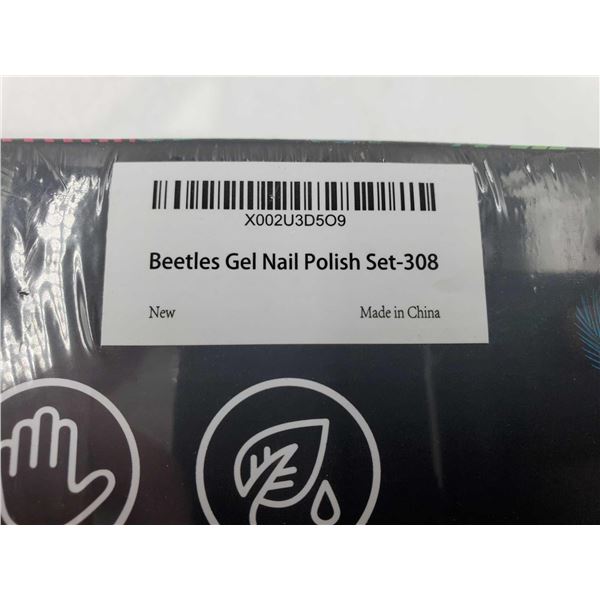 X002U3D5O9
Beetles Gel Nail Polish Set-308
New Made in China